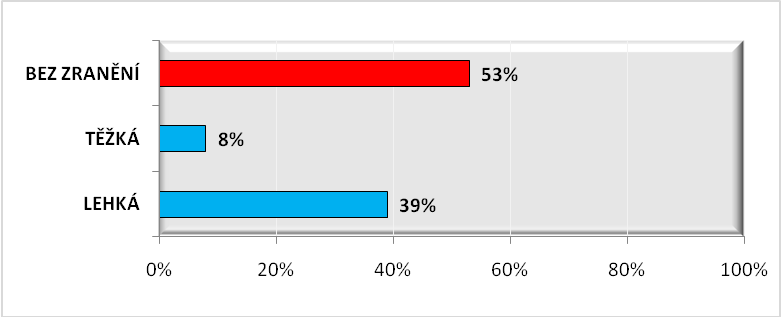 BEZ ZRANĚNÍ 53%
TĚŽKÁ 8%
LEHKÁ 39%
0% 20% 40% 60% 80% 100%